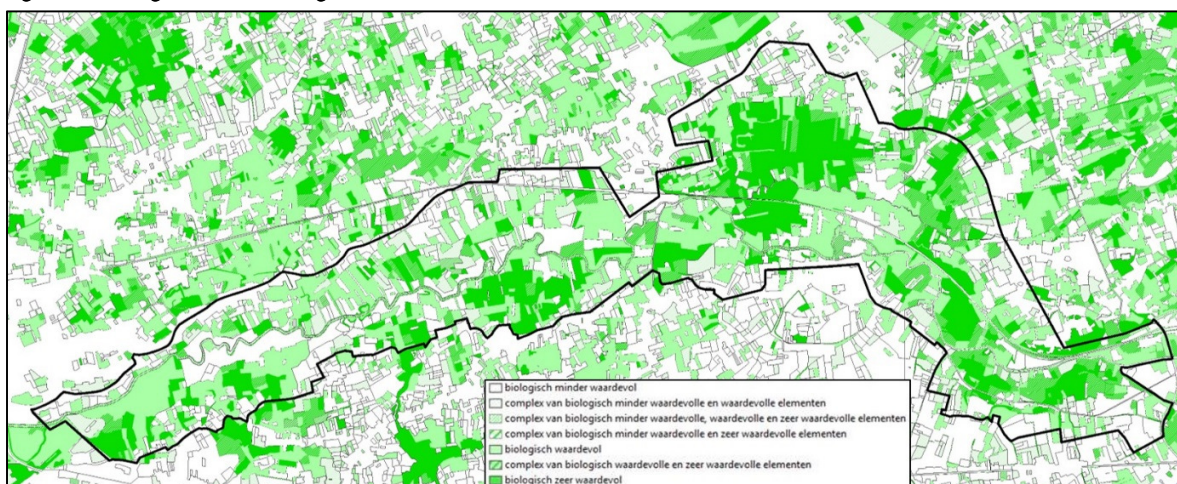 biologisch minder waardevol
complex van biologisch minder waardevolle en waardevolle elementen
complex van biologisch minder waardevolle, waardevolle en zeer waardevolle elementen
complex van biologisch minder waardevolle en zeer waardevolle elementen
biologisch waardevol
complex van biologisch waardevolle en zeer waardevolle elementen
biologisch zeer waardevol